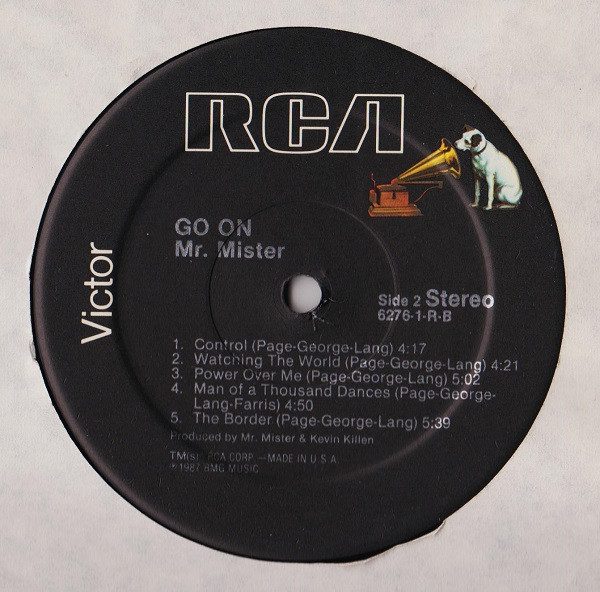 RCA
Victor
GO ON
Mr. Mister
Side 2 Stereo
6276-1-R-B
1. Control (Page-George-Lang) 4:17
2. Watching The World (Page-George-Lang) 4:21
3. Power Over Me (Page-George-Lang) 5:02
4. Man of a Thousand Dances (Page-George-
Lang-Farris) 4:50
5. The Border (Page-George-Lang) 5:39
Produced by Mr. Mister & Kevin Killen
TM(s) RCA CORP.—MADE IN U.S.A.
℗1987 BMG MUSIC